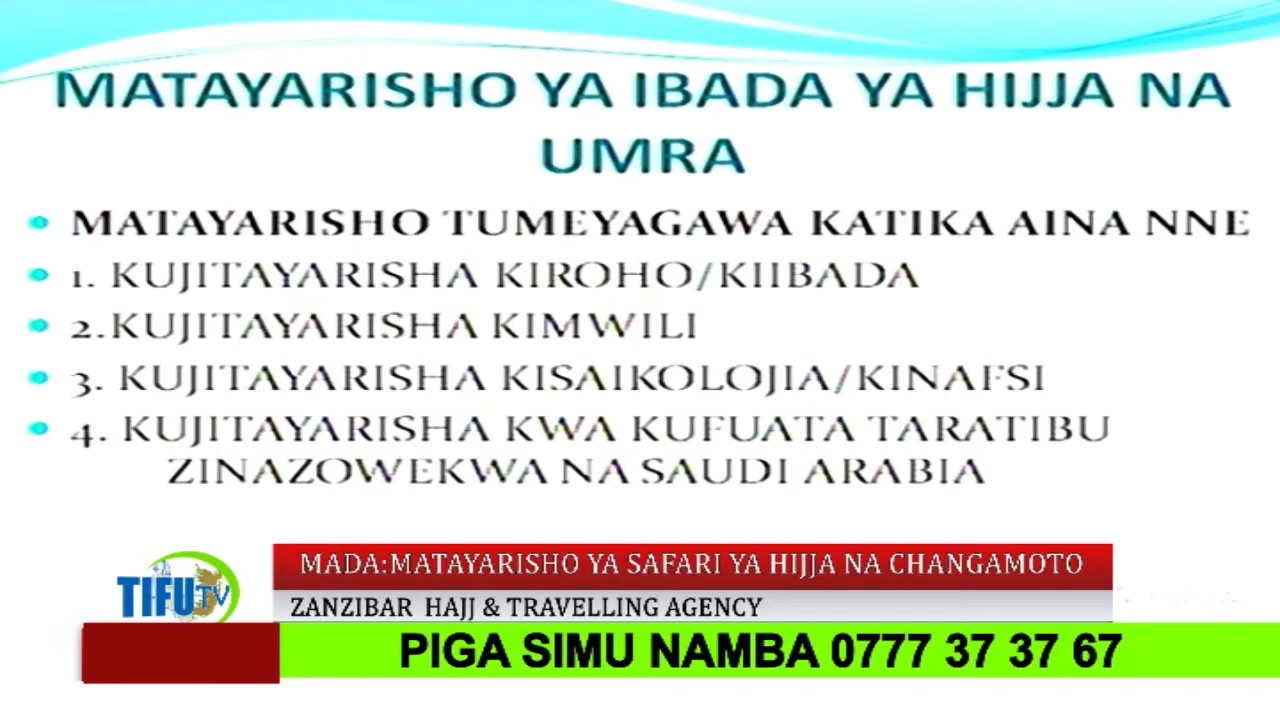 MATAYARISHO YA IBADA YA HIJJA NA
UMRA
MATAYARISHO TUMEYAGAWA KATIKA AINA NNE
1. KUJITAYARISHA KIROHO/KIIBADA
2.KUJITAYARISHA KIMWILI
3. KUJITAYARISHA KISAIKOLOJIA/KINAFSI
4. KUJITAYARISHA KWA KUFUATA TARATIBU
ZINAZOWEKWA NA SAUDI ARABIA
TIFU TV
MADA:MATAYARISHO YA SAFARI YA HIJJA NA CHANGAMOTO
ZANZIBAR HAJJ & TRAVELLING AGENCY
PIGA SIMU NAMBA 0777 37 37 67